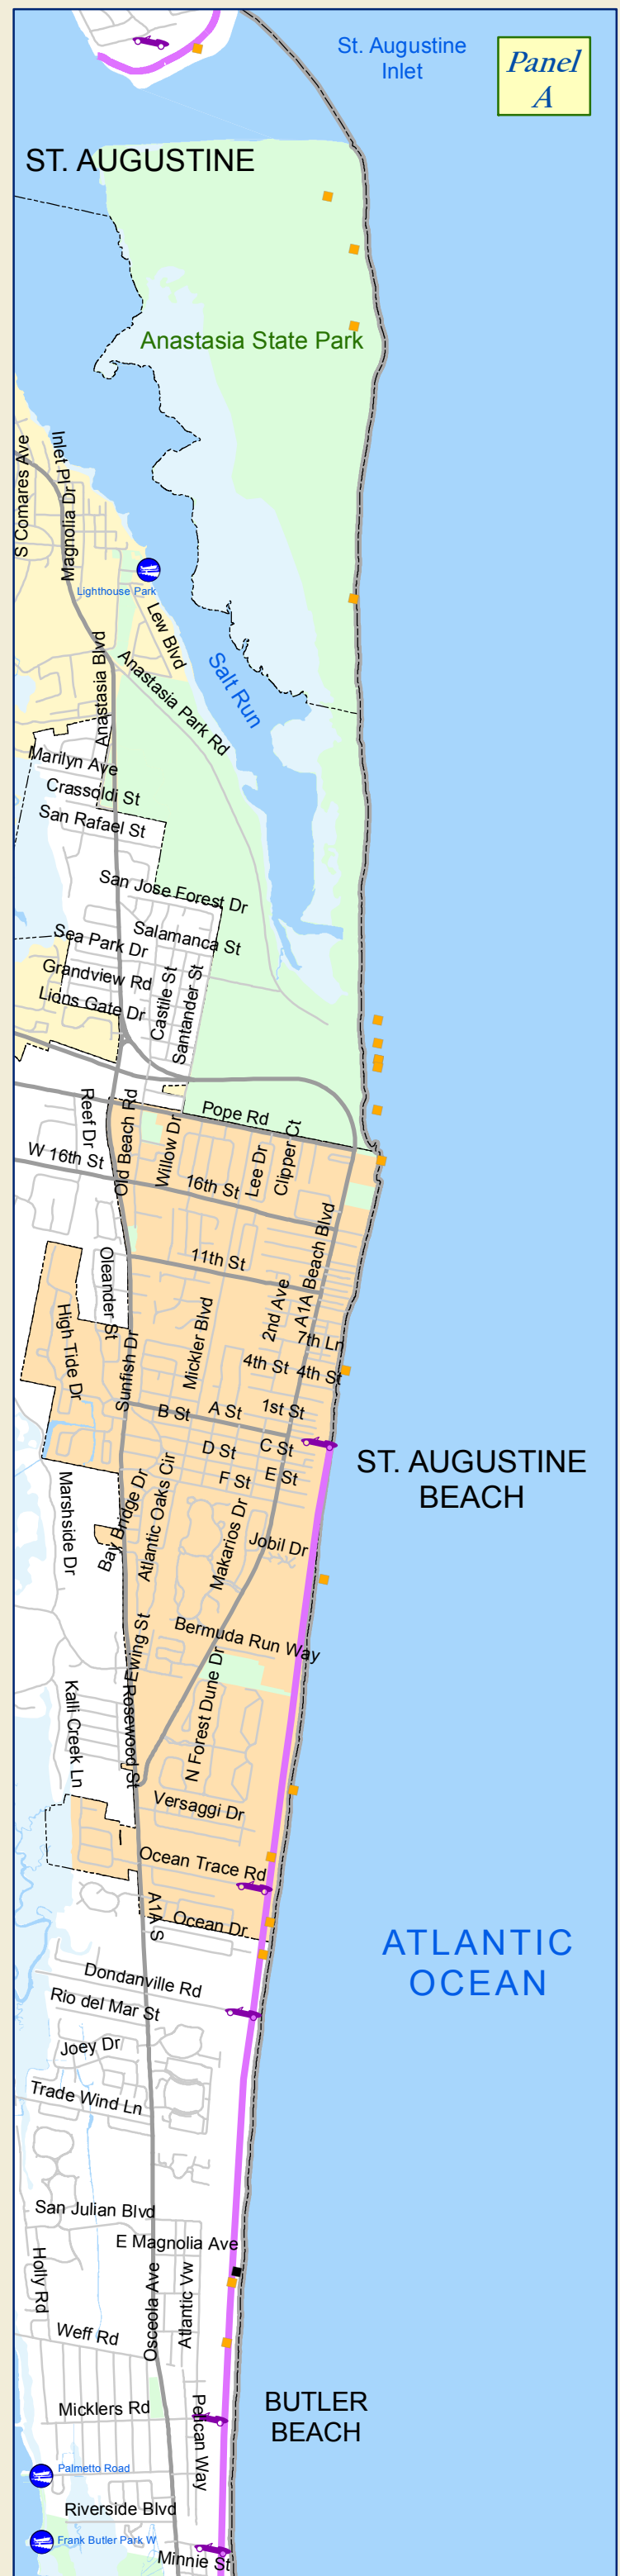 St. Augustine
Inlet
Panel
A
ST. AUGUSTINE
Anastasia State Park
S Comares Ave
Inlet Pl
Magnolia Dr
Lighthouse Park
Lew Blvd
Salt Run
Anastasia Blvd
Anastasia Park Rd
Marilyn Ave
Crassoldi St
San Rafael St
San Jose Forest Dr
Sea Park Dr
Salamanca St
Grandview Rd
Castile St
Santander St
Lions Gate Dr
Reef Dr
Old Beach Rd
Pope Rd
Willow Dr
Lee Dr
Clipper Ct
W 16th St
16th St
A1A Beach Blvd
Oleander St
11th St
2nd Ave
High Tide Dr
Sunfish Dr
Mickler Blvd
7th Ln
4th St
4th St
B St
A St
1st St
D St
C St
ST. AUGUSTINE
BEACH
F St
E St
Marshside Dr
Bay Bridge Dr
Atlantic Oaks Cir
Makarios Dr
Jobil Dr
Ewing St
Bermuda Run Way
Kalli Creek Ln
Rosewood St
N Forest Dune Dr
Versaggi Dr
Ocean Trace Rd
A1A S
Ocean Dr
ATLANTIC
OCEAN
Dondanville Rd
Rio del Mar St
Joey Dr
Trade Wind Ln
San Julian Blvd
E Magnolia Ave
Holly Rd
Osceola Ave
Atlantic Vw
Weff Rd
BUTLER
BEACH
Micklers Rd
Pelican Way
Palmetto Road
Riverside Blvd
Frank Butler Park W
Minnie St